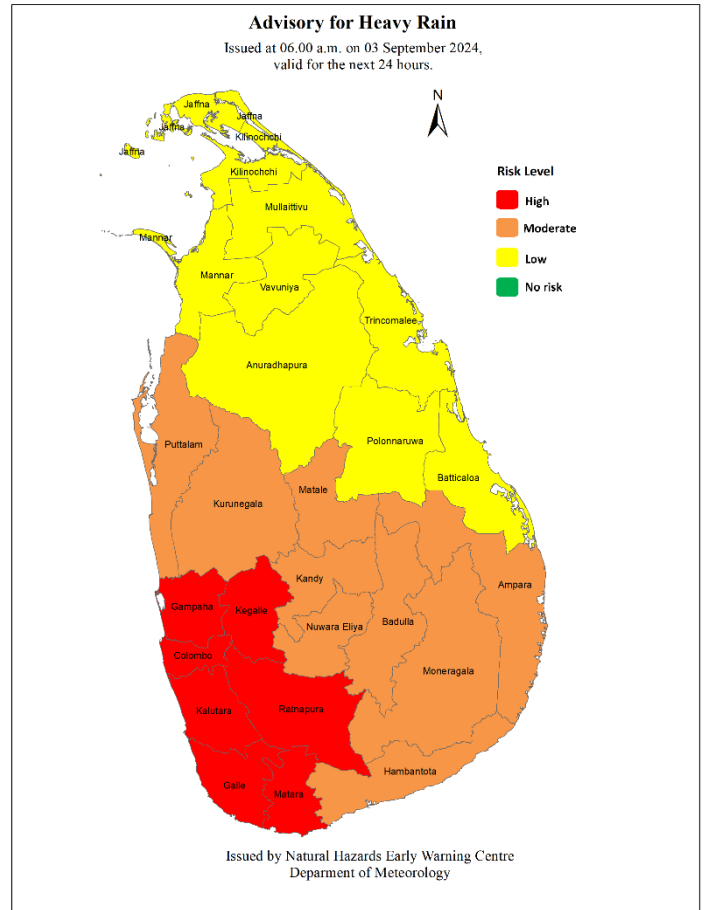 Advisory for Heavy Rain
Issued at 06.00 a.m. on 03 September 2024,
valid for the next 24 hours.
N
Jaffna
Jaffna
Jaffna
Kilinochchi
Jaffna
Kilinochchi
Risk Level
High
Moderate
Low
No risk
Mullaittivu
Mannar
Mannar
Vavuniya
Trincomalee
Anuradhapura
Polonnaruwa
Puttalam
Batticaloa
Matale
Kurunegala
Kandy
Ampara
Gampaha
Kegalle
Nuwara Eliya
Badulla
Colombo
Moneragala
Kalutara
Ratnapura
Hambantota
Galle
Matara
Issued by Natural Hazards Early Warning Centre
Deparment of Meteorology